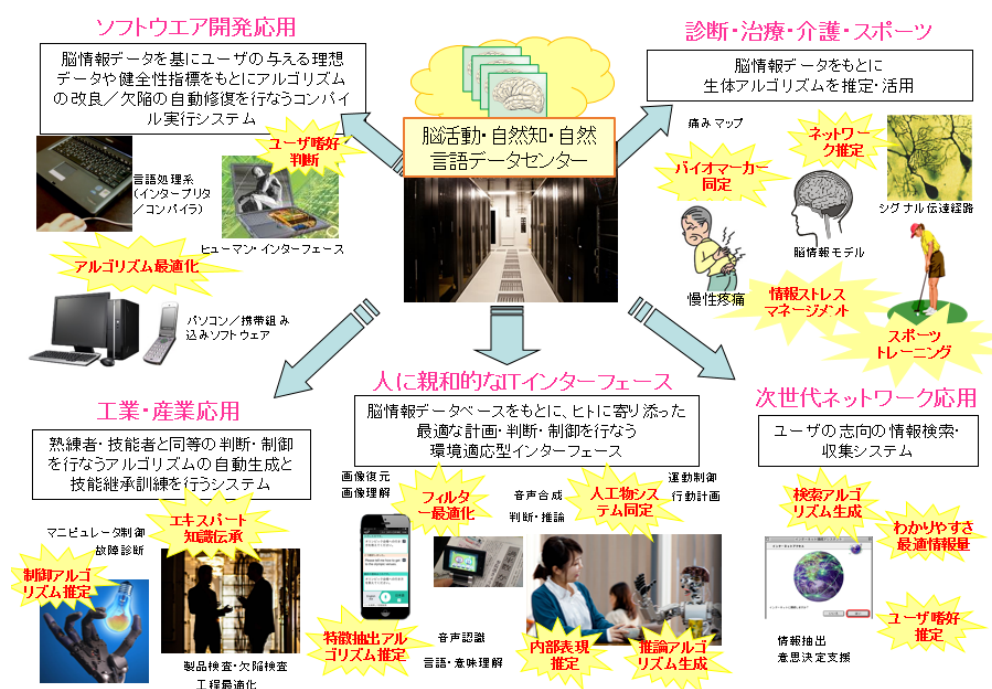 ソフトウエア開発応用
脳情報データを基にユーザの与える理想
データや健全性指標をもとにアルゴリズム
の改良／欠陥の自動修復を行なうコンパイ
ル実行システム
ユーザ嗜好
判断
言語処理系
(インタープリタ
／コンパイラ)
ヒューマン・インターフェース
アルゴリズム最適化
パソコン／携帯組み
込みソフトウェア
脳活動・自然知・自然
言語データセンター
診断・治療・介護・スポーツ
脳情報データをもとに
生体アルゴリズムを推定・活用
痛みマップ
ネットワー
ク推定
バイオマーカー
同定
シグナル伝達経路
脳情報モデル
慢性疼痛
情報ストレス
マネージメント
スポーツ
トレーニング
工業・産業応用
熟練者・技能者と同等の判断・制御
を行なうアルゴリズムの自動生成と
技能継承訓練を行うシステム
マニピュレータ制御
故障診断
エキスパート
知識伝承
制御アルゴ
リズム推定
製品検査・欠陥検査
工程最適化
人に親和的なITインターフェース
脳情報データベースをもとに、ヒトに寄り添った
最適な計画・判断・制御を行なう
環境適応型インターフェース
画像復元
画像理解
フィルタ
ー最適化
音声合成
判断・推論
人工物シス
テム同定
運動制御
行動計画
特徴抽出アル
ゴリズム推定
音声認識
言語・意味理解
内部表現
推定
推論アルゴ
リズム生成
次世代ネットワーク応用
ユーザの志向の情報検索・
収集システム
検索アルゴ
リズム生成
わかりやすさ
最適情報量
ユーザ嗜好
推定
情報抽出
意思決定支援